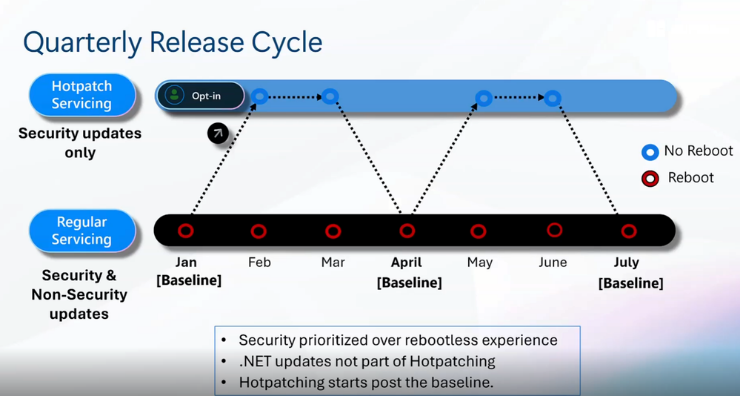 Quarterly Release Cycle
Hotpatch
Servicing
Opt-in
Security updates
only
No Reboot
Reboot
Regular
Servicing
Security &
Non-Security
updates
Jan
[Baseline]
Feb
Mar
April
[Baseline]
May
June
July
[Baseline]
• Security prioritized over rebootless experience
• .NET updates not part of Hotpatching
• Hotpatching starts post the baseline.